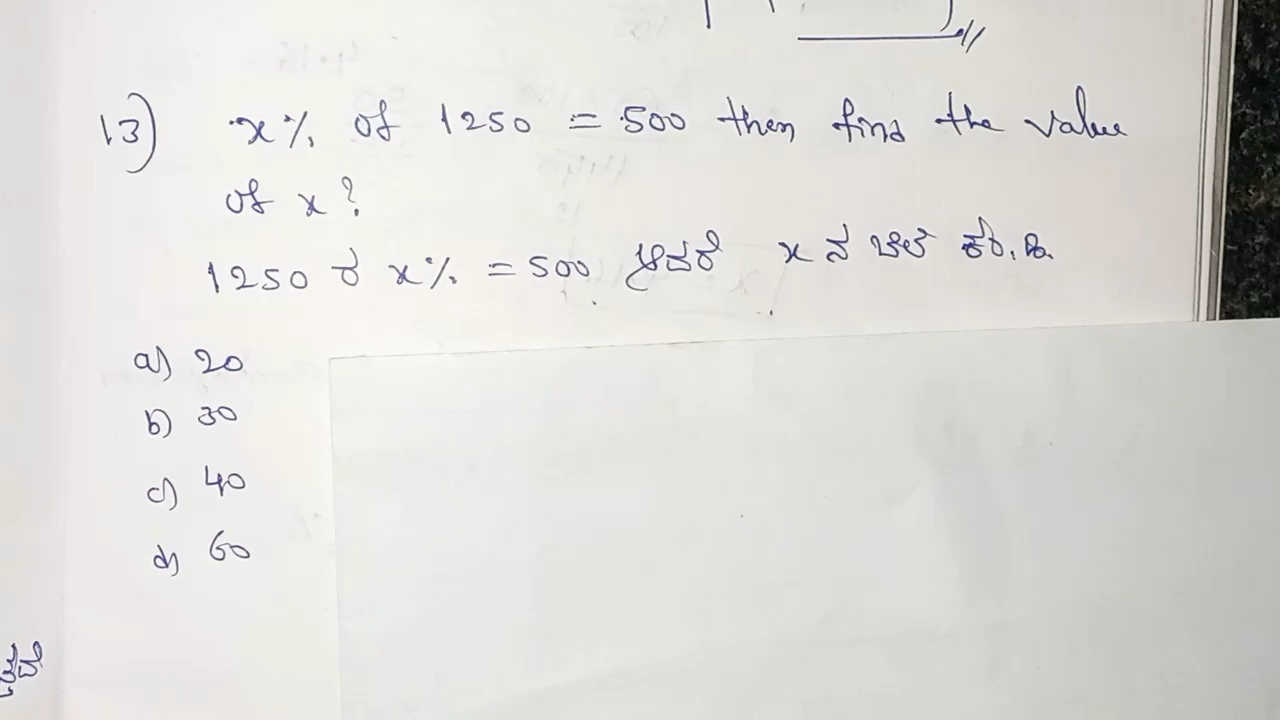 13) x% of 1250 = 500 then find the value
of x?
1250 ರ x% = 500 ಆದರೆ x ನ ಬೆಲೆ ಕಂ.ಹಿ.
a) 20
b) 30
c) 40
d) 60